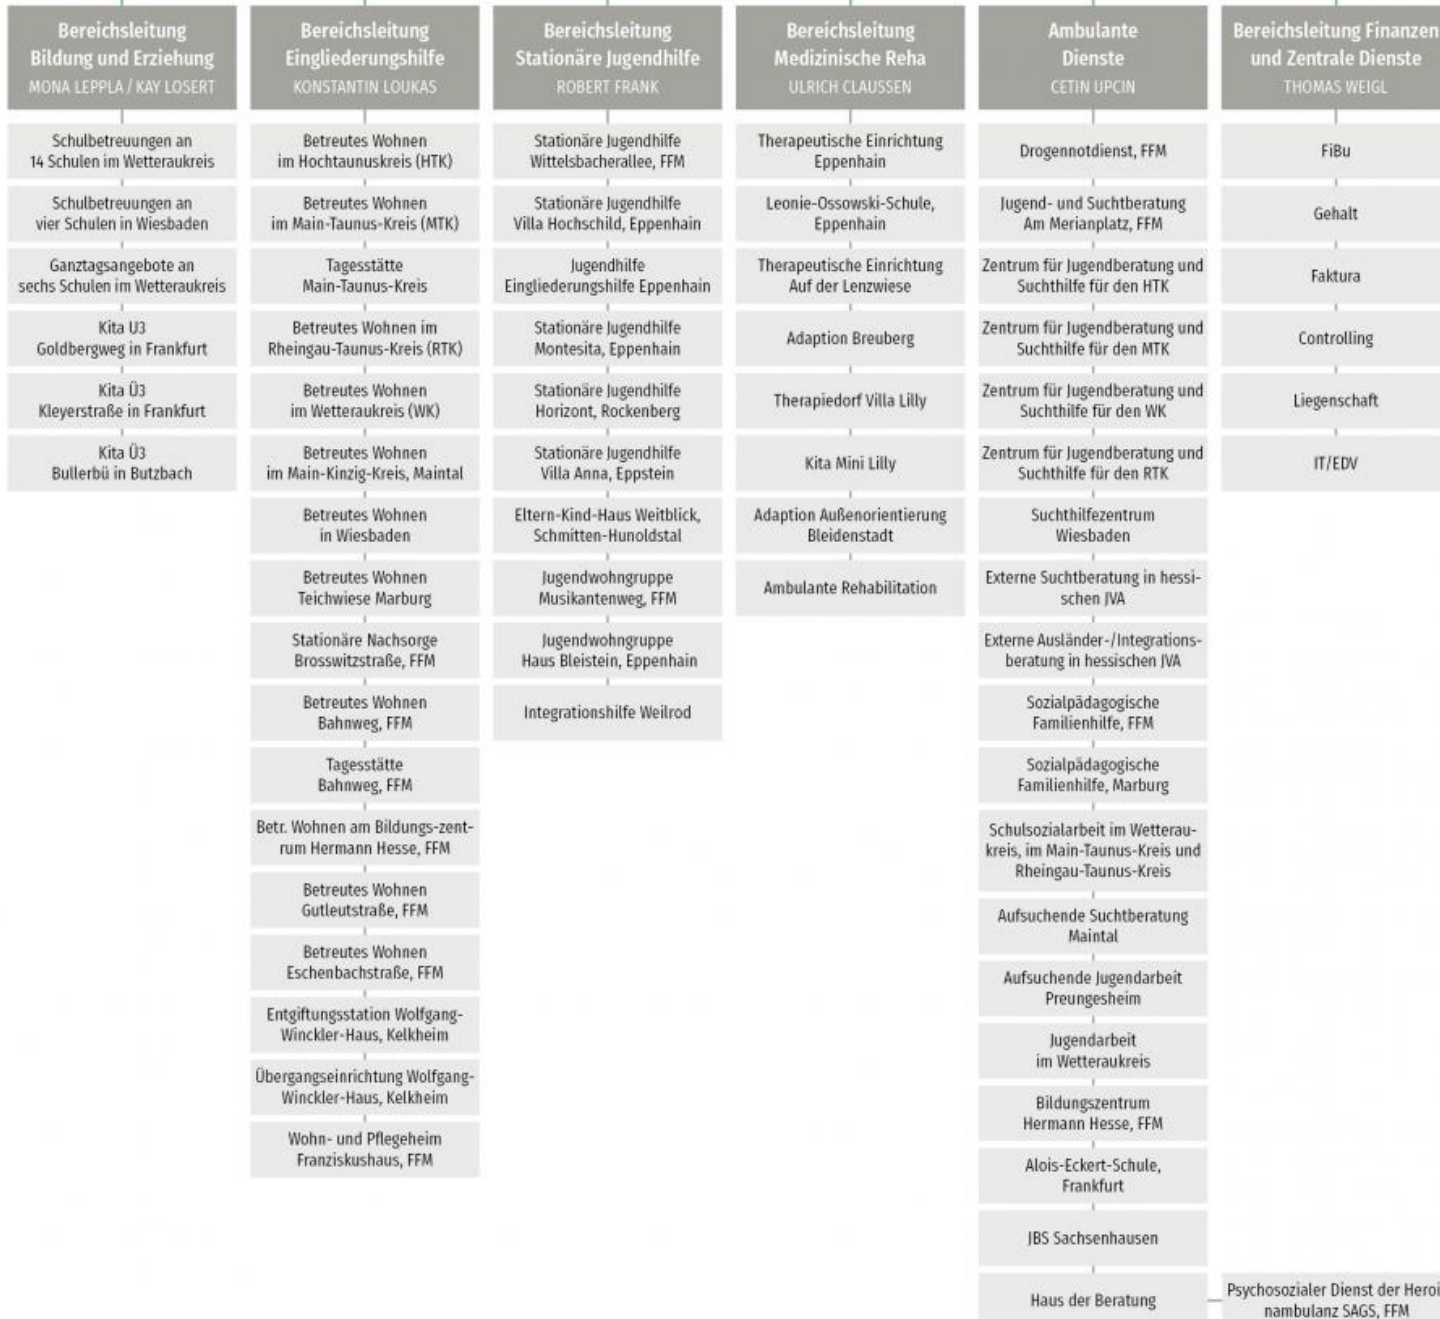 Bereichsleitung
Bildung und Erziehung
MONA LEPPLA / KAY LOSERT
Schulbetreuungen an
14 Schulen im Wetteraukreis
Schulbetreuungen an
vier Schulen in Wiesbaden
Ganztagsangebote an
sechs Schulen im Wetteraukreis
Kita U3
Goldbergweg in Frankfurt
Kita Ü3
Kleyerstraße in Frankfurt
Kita Ü3
Bullerbü in Butzbach
Bereichsleitung
Eingliederungshilfe
KONSTANTIN LOUKAS
Betreutes Wohnen
im Hochtaunuskreis (HTK)
Betreutes Wohnen
im Main-Taunus-Kreis (MTK)
Tagesstätte
Main-Taunus-Kreis
Betreutes Wohnen im
Rheingau-Taunus-Kreis (RTK)
Betreutes Wohnen
im Wetteraukreis (WK)
Betreutes Wohnen
im Main-Kinzig-Kreis, Maintal
Betreutes Wohnen
in Wiesbaden
Betreutes Wohnen
Teichwiese Marburg
Stationäre Nachsorge
Brosswitzstraße, FFM
Betreutes Wohnen
Bahnweg, FFM
Tagesstätte
Bahnweg, FFM
Betr. Wohnen am Bildungs-zent-
rum Hermann Hesse, FFM
Betreutes Wohnen
Gutleutstraße, FFM
Betreutes Wohnen
Eschenbachstraße, FFM
Entgiftungsstation Wolfgang-
Winckler-Haus, Kelkheim
Übergangseinrichtung Wolfgang-
Winckler-Haus, Kelkheim
Wohn- und Pflegeheim
Franziskushaus, FFM
Bereichsleitung
Stationäre Jugendhilfe
ROBERT FRANK
Stationäre Jugendhilfe
Wittelsbacherallee, FFM
Stationäre Jugendhilfe
Villa Hochschild, Eppenhain
Jugendhilfe
Eingliederungshilfe Eppenhain
Stationäre Jugendhilfe
Montesita, Eppenhain
Stationäre Jugendhilfe
Horizont, Rockenberg
Stationäre Jugendhilfe
Villa Anna, Eppstein
Eltern-Kind-Haus Weitblick,
Schmitten-Hunoldstal
Jugendwohngruppe
Musikantenweg, FFM
Jugendwohngruppe
Haus Bleistein, Eppenhain
Integrationshilfe Weilrod
Bereichsleitung
Medizinische Reha
ULRICH CLAUSSEN
Therapeutische Einrichtung
Eppenhain
Leonie-Ossowski-Schule,
Eppenhain
Therapeutische Einrichtung
Auf der Lenzwiese
Adaption Breuberg
Therapiedorf Villa Lilly
Kita Mini Lilly
Adaption Außenorientierung
Bleidenstadt
Ambulante Rehabilitation
Ambulante
Dienste
CETIN UPCIN
Drogennotdienst, FFM
Jugend- und Suchtberatung
Am Merianplatz, FFM
Zentrum für Jugendberatung und
Suchthilfe für den HTK
Zentrum für Jugendberatung und
Suchthilfe für den MTK
Zentrum für Jugendberatung und
Suchthilfe für den WK
Zentrum für Jugendberatung und
Suchthilfe für den RTK
Suchthilfezentrum
Wiesbaden
Externe Suchtberatung in hessi-
schen JVA
Externe Ausländer-/Integrations-
beratung in hessischen JVA
Sozialpädagogische
Familienhilfe, FFM
Sozialpädagogische
Familienhilfe, Marburg
Schulsozialarbeit im Wetterau-
kreis, im Main-Taunus-Kreis und
Rheingau-Taunus-Kreis
Aufsuchende Suchtberatung
Maintal
Aufsuchende Jugendarbeit
Preungesheim
Jugendarbeit
im Wetteraukreis
Bildungszentrum
Hermann Hesse, FFM
Alois-Eckert-Schule,
Frankfurt
JBS Sachsenhausen
Haus der Beratung
Bereichsleitung Finanzen
und Zentrale Dienste
THOMAS WEIGL
FiBu
Gehalt
Faktura
Controlling
Liegenschaft
IT/EDV
Psychosozialer Dienst der Heroi
nambulanz SAGS, FFM